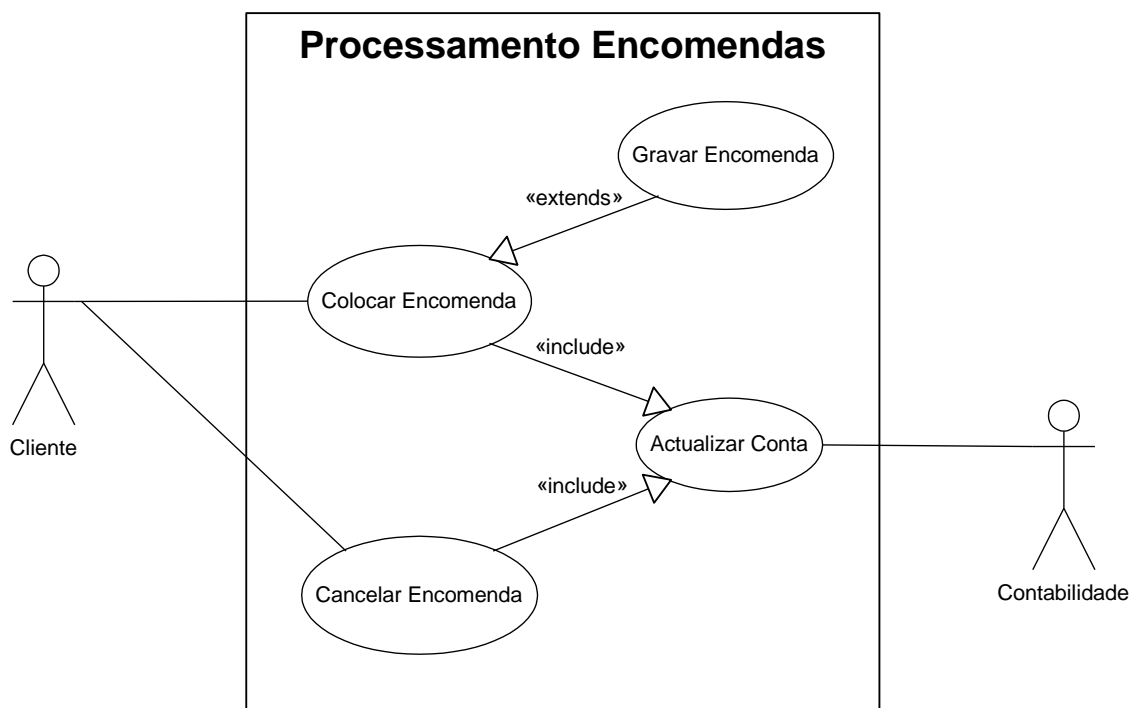 Processamento Encomendas
Gravar Encomenda
«extends»
Colocar Encomenda
«include»
Cliente
Actualizar Conta
«include»
Cancelar Encomenda
Contabilidade